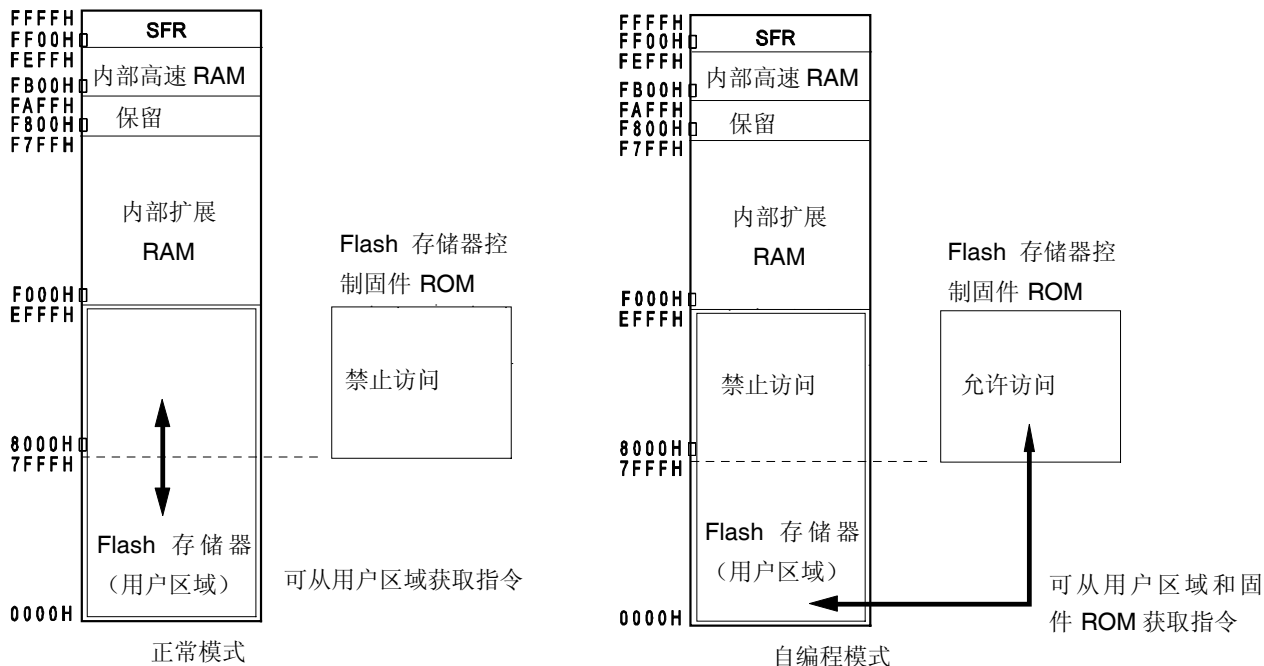 FFFFH
SFR
FF00H
FEFFH
内部高速 RAM
FB00H
FAFFH
保留
F800H
F7FFH
内部扩展
RAM
F000H
EFFFH
8000H
7FFFH
Flash 存储器
（用户区域）
0000H
正常模式
Flash 存储器控
制固件 ROM
禁止访问
可从用户区域获取指令
FFFFH
SFR
FF00H
FEFFH
内部高速 RAM
FB00H
FAFFH
保留
F800H
F7FFH
内部扩展
RAM
F000H
EFFFH
禁止访问
8000H
7FFFH
Flash 存储器
（用户区域）
0000H
自编程模式
Flash 存储器控
制固件 ROM
允许访问
可从用户区域和固
件 ROM 获取指令